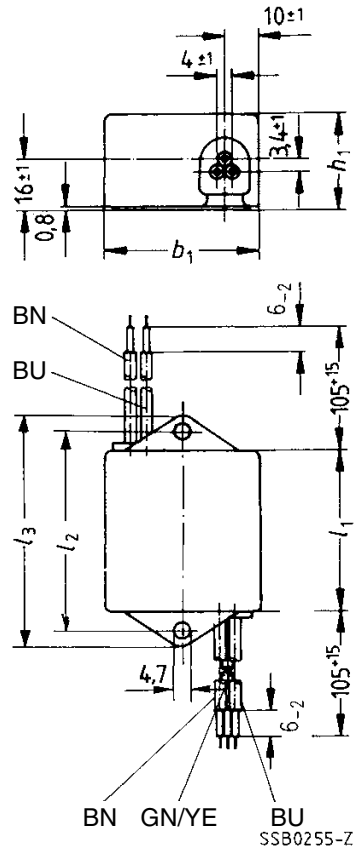 10±1
4 ±1
3,4±1
h1
16±1
0,8
b1
6−2
BN
BU
105+15
l3
l2
l1
4,7
105+15
6−2
BN GN/YE BU
SSB0255-Z